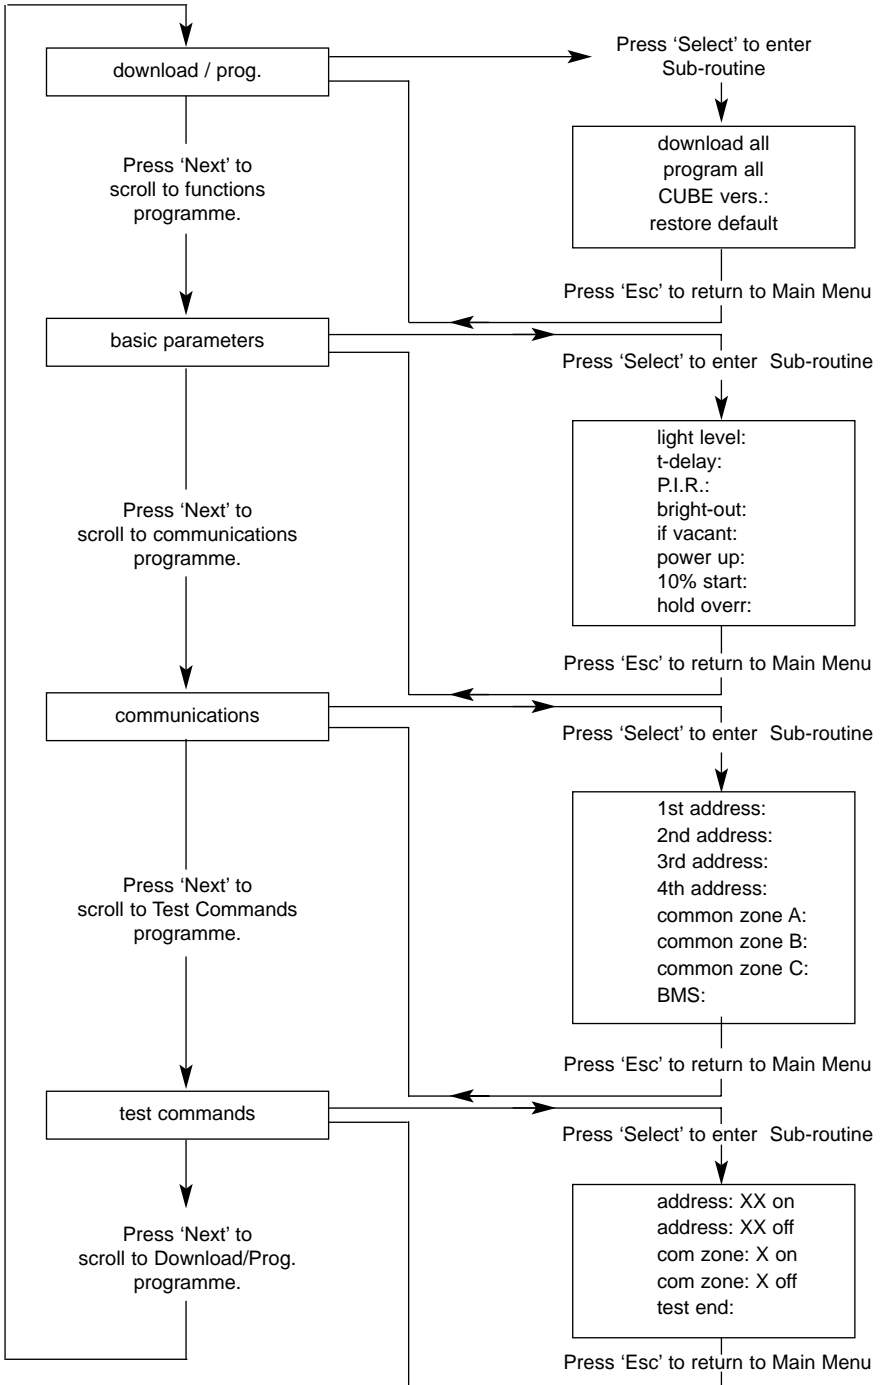 download / prog.
Press ‘Select’ to enter
Sub-routine
Press ‘Next’ to
scroll to functions
programme.
download all
program all
CUBE vers.:
restore default
Press ‘Esc’ to return to Main Menu
basic parameters
Press ‘Select’ to enter  Sub-routine
Press ‘Next’ to
scroll to communications
programme.
light level:
t-delay:
P.I.R.:
bright-out:
if vacant:
power up:
10% start:
hold overr:
Press ‘Esc’ to return to Main Menu
communications
Press ‘Select’ to enter  Sub-routine
Press ‘Next’ to
scroll to Test Commands
programme.
1st address:
2nd address:
3rd address:
4th address:
common zone A:
common zone B:
common zone C:
BMS:
Press ‘Esc’ to return to Main Menu
test commands
Press ‘Select’ to enter  Sub-routine
Press ‘Next’ to
scroll to Download/Prog.
programme.
address: XX on
address: XX off
com zone: X on
com zone: X off
test end:
Press ‘Esc’ to return to Main Menu